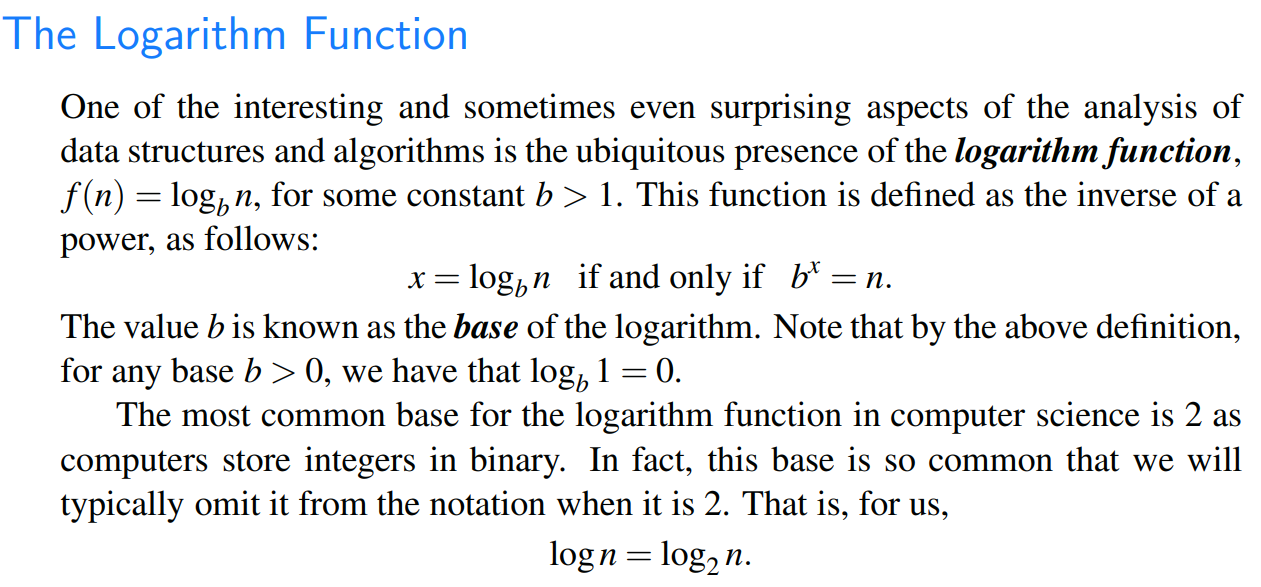 The Logarithm Function
One of the interesting and sometimes even surprising aspects of the analysis of
data structures and algorithms is the ubiquitous presence of the logarithm function,
f(n) = log_b n, for some constant b > 1. This function is defined as the inverse of a
power, as follows:
x = log_b n if and only if b^x = n.
The value b is known as the base of the logarithm. Note that by the above definition,
for any base b > 0, we have that log_b 1 = 0.
The most common base for the logarithm function in computer science is 2 as
computers store integers in binary. In fact, this base is so common that we will
typically omit it from the notation when it is 2. That is, for us,
log n = log_2 n.